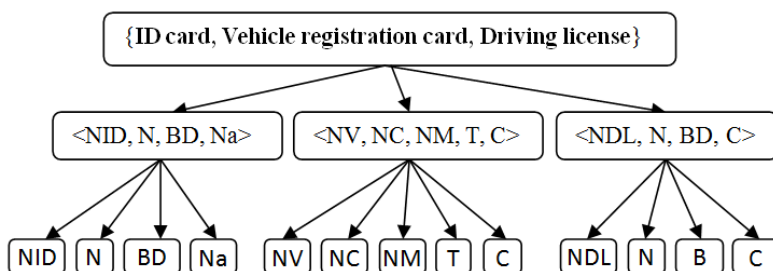 {ID card, Vehicle registration card, Driving license}
<NID, N, BD, Na> <NV, NC, NM, T, C> <NDL, N, BD, C>
NID N BD Na NV NC NM T C NDL N B C